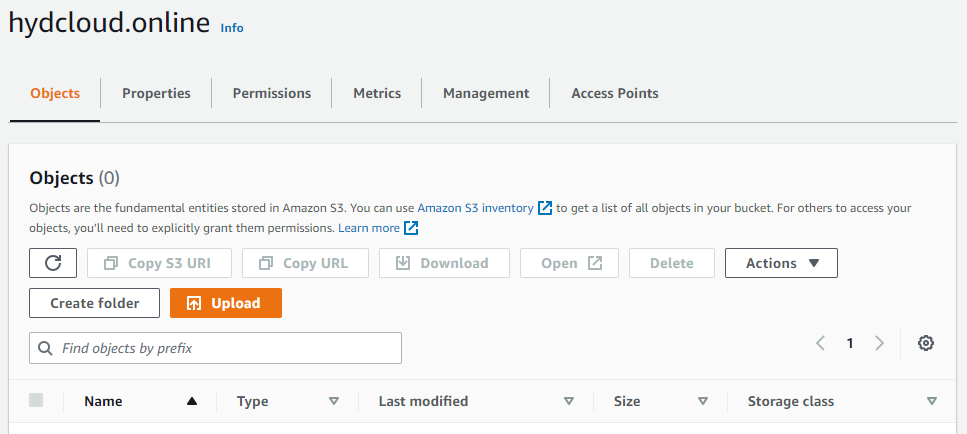 hydcloud.online Info
Objects Properties Permissions Metrics Management Access Points
Objects (0)
Objects are the fundamental entities stored in Amazon S3. You can use Amazon S3 inventory to get a list of all objects in your bucket. For others to access your
objects, you'll need to explicitly grant them permissions. Learn more
Copy S3 URI Copy URL Download Open Delete Actions
Create folder Upload
Find objects by prefix 1
Name Type Last modified Size Storage class